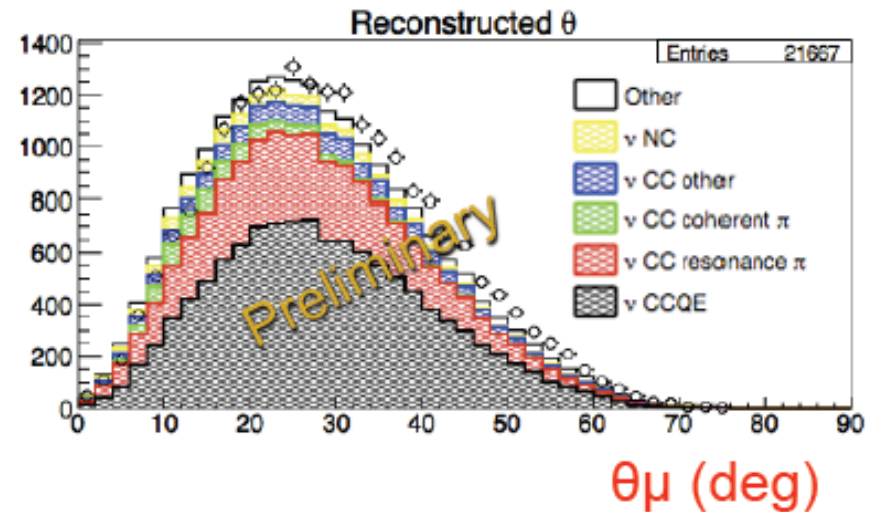 Reconstructed θ
Entries 21667
1400
1200
1000
800
600
400
200
0
Other
ν NC
ν CC other
ν CC coherent π
ν CC resonance π
ν CCQE
Preliminary
0 10 20 30 40 50 60 70 80 90
θμ (deg)